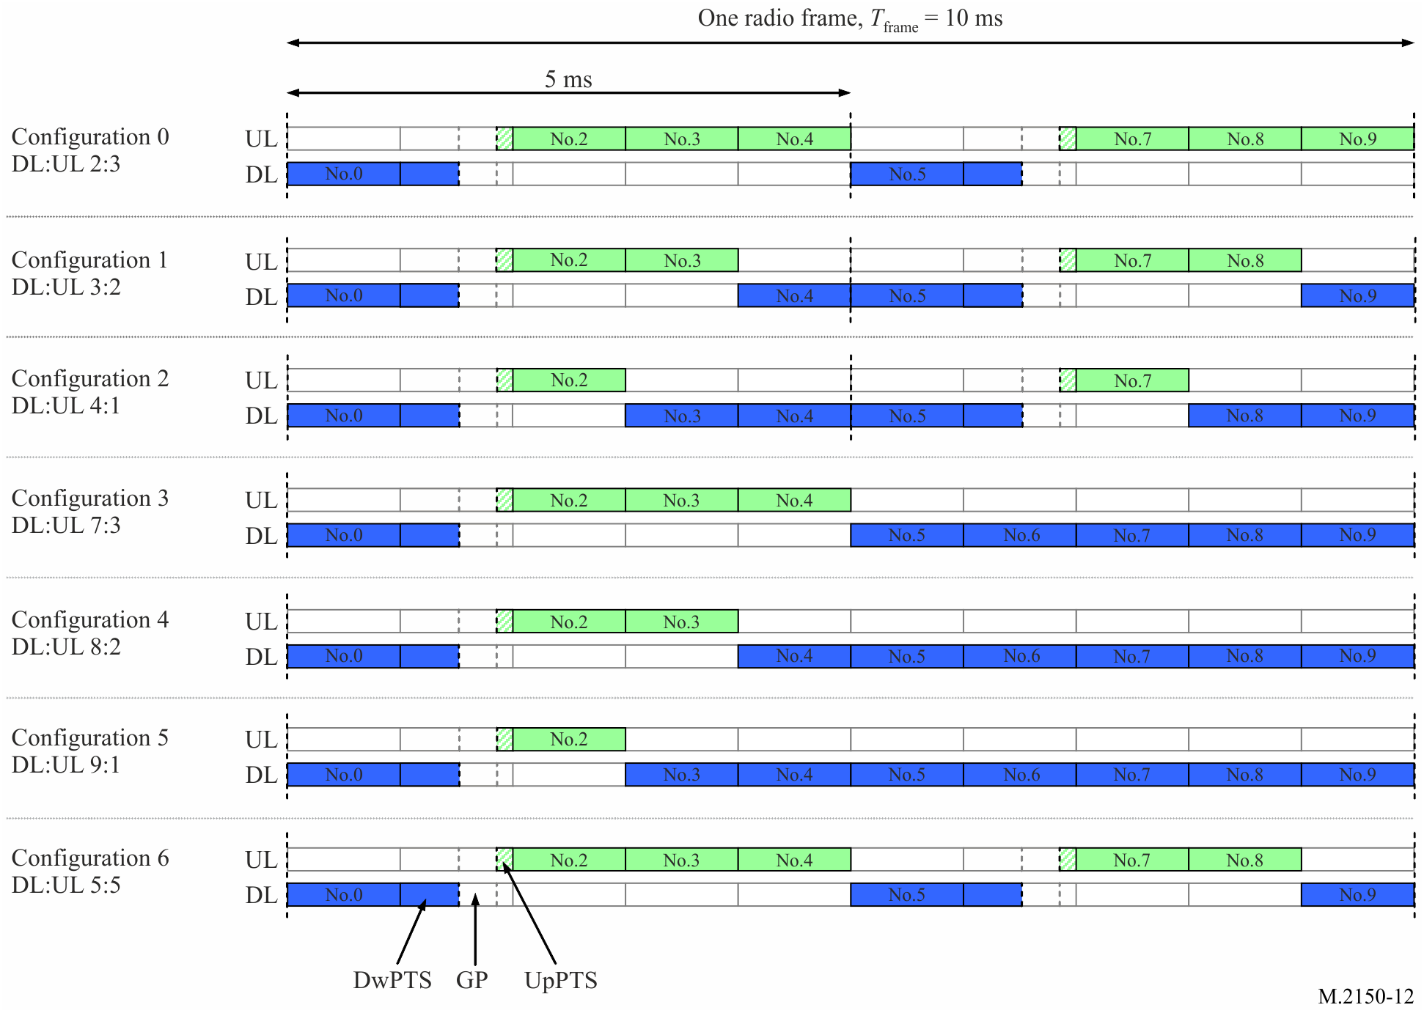 One radio frame, Tframe = 10 ms
5 ms
Configuration 0
DL:UL 2:3
UL No.2 No.3 No.4 No.7 No.8 No.9
DL No.0 No.5
Configuration 1
DL:UL 3:2
UL No.2 No.3 No.7 No.8
DL No.0 No.4 No.5 No.9
Configuration 2
DL:UL 4:1
UL No.2 No.7
DL No.0 No.3 No.4 No.5 No.8 No.9
Configuration 3
DL:UL 7:3
UL No.2 No.3 No.4
DL No.0 No.5 No.6 No.7 No.8 No.9
Configuration 4
DL:UL 8:2
UL No.2 No.3
DL No.0 No.4 No.5 No.6 No.7 No.8 No.9
Configuration 5
DL:UL 9:1
UL No.2
DL No.0 No.3 No.4 No.5 No.6 No.7 No.8 No.9
Configuration 6
DL:UL 5:5
UL No.2 No.3 No.4 No.7 No.8
DL No.0 No.5 No.9
DwPTS GP UpPTS
M.2150-12